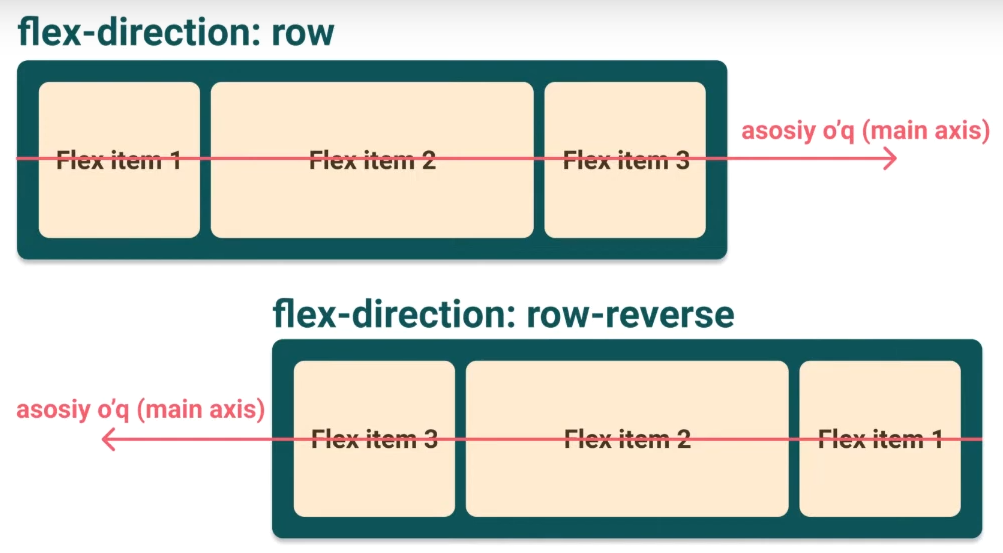 flex-direction: row
Flex item 1
Flex item 2
Flex item 3
asosiy o’q (main axis)
flex-direction: row-reverse
asosiy o’q (main axis)
Flex item 3
Flex item 2
Flex item 1